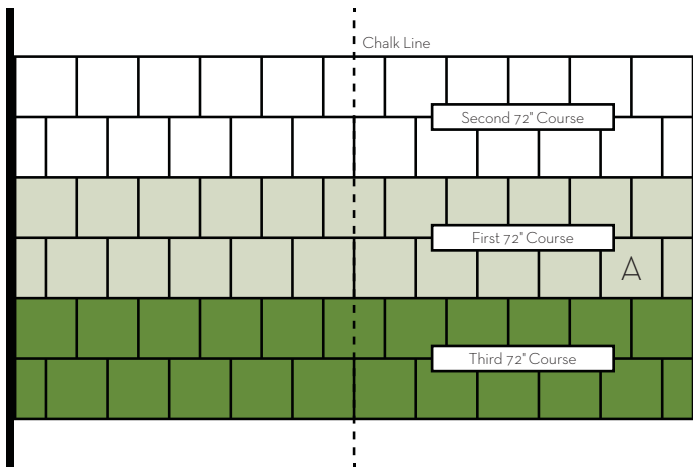 Chalk Line
Second 72" Course
First 72" Course
A
Third 72" Course